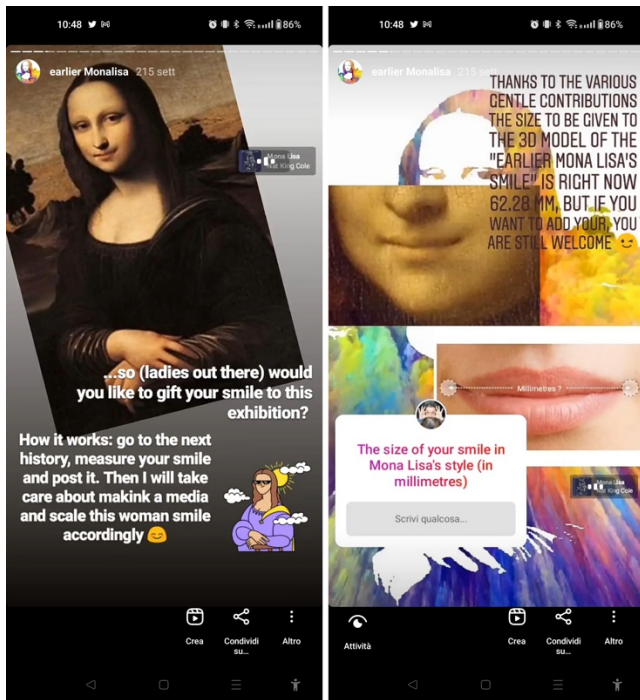 10:48
86%
earlier Monalisa 215 sett
Mona Lisa
Nat King Cole
...so (ladies out there) would
you like to gift your smile to this
exhibition?
How it works: go to the next
history, measure your smile
and post it. Then I will take
care about makink a media
and scale this woman smile
accordingly 😊
Crea
Condividi
su...
Altro
10:48
86%
earlier Monalisa 215 sett
THANKS TO THE VARIOUS
GENTLE CONTRIBUTIONS
THE SIZE TO BE GIVEN TO
THE 3D MODEL OF THE
"EARLIER MONA LISA'S
SMILE" IS RIGHT NOW
62.28 MM, BUT IF YOU
WANT TO ADD YOUR, YOU
ARE STILL WELCOME 😉
Millimetres ?
The size of your smile in
Mona Lisa's style (in
millimetres)
Scrivi qualcosa...
Mona Lisa
Nat King Cole
Attività
Crea
Condividi
su...
Altro